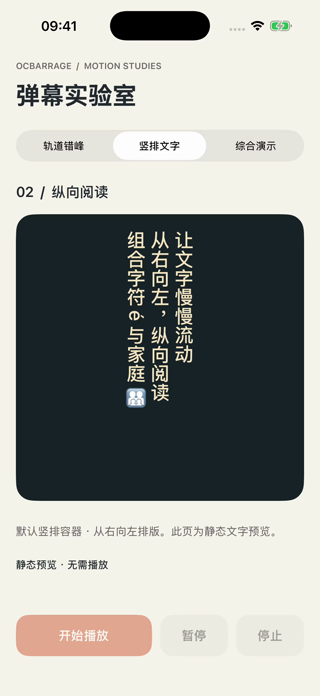 09:41
OCBARRAGE / MOTION STUDIES
弹幕实验室
轨道错峰
竖排文字
综合演示
02 / 纵向阅读
让文字慢慢流动
从右向左，纵向阅读
组合字符 é 与家庭👨‍👩‍👧‍👦
默认竖排容器 · 从右向左排版。此页为静态文字预览。
静态预览 · 无需播放
开始播放
暂停
停止